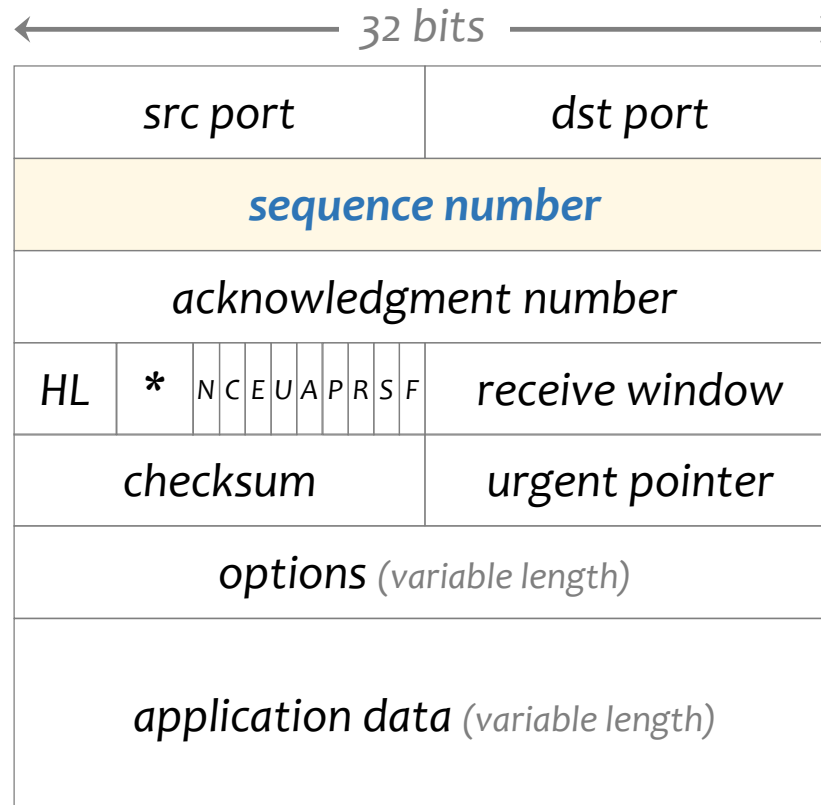 32 bits
src port dst port
sequence number
acknowledgment number
HL * N C E U A P R S F receive window
checksum urgent pointer
options (variable length)
application data (variable length)